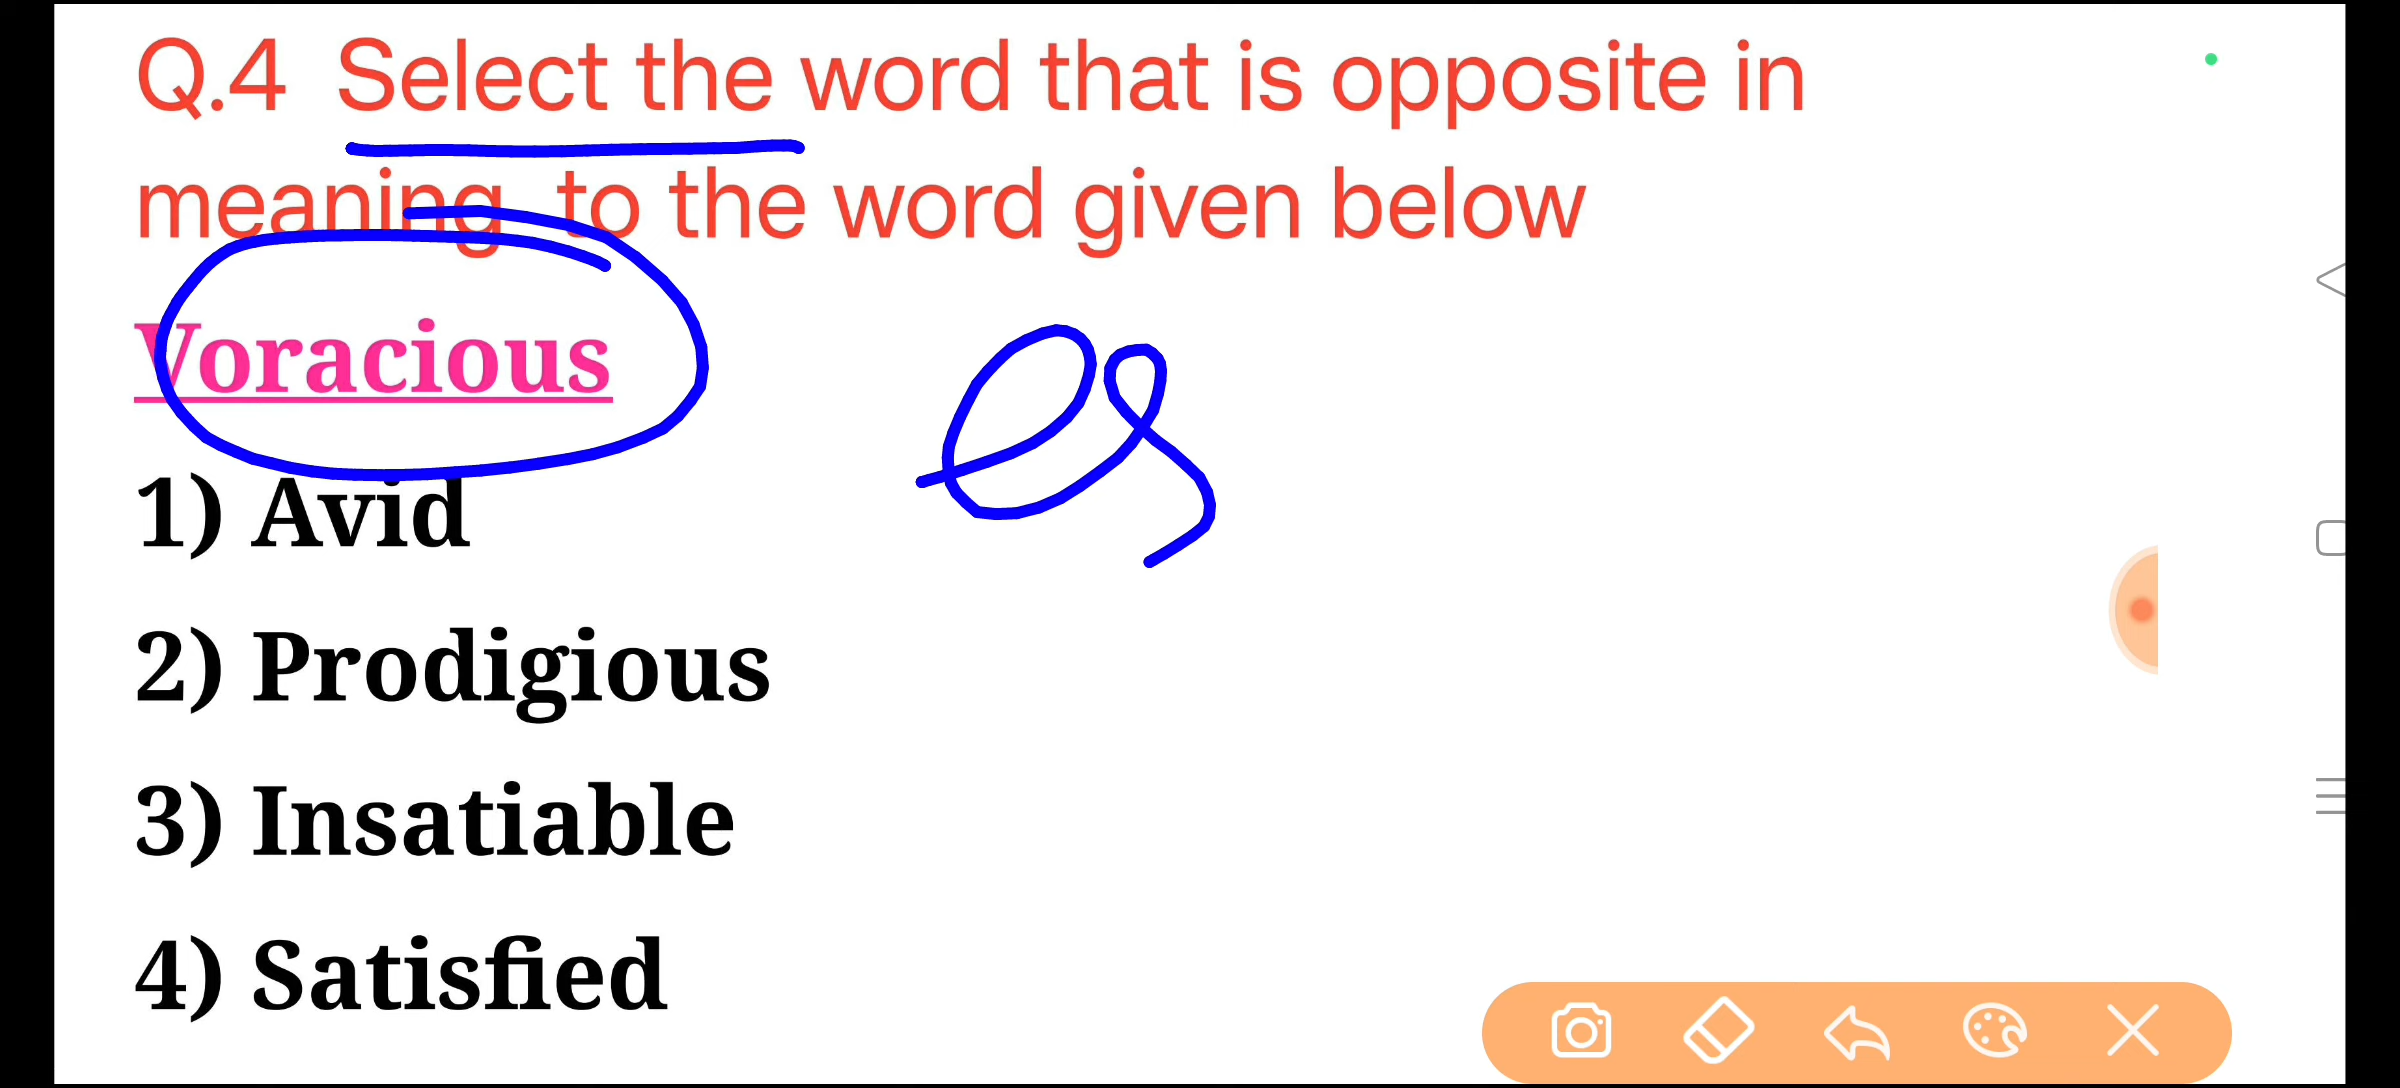 Q.4 Select the word that is opposite in
meaning to the word given below
Voracious
1) Avid
2) Prodigious
3) Insatiable
4) Satisfied